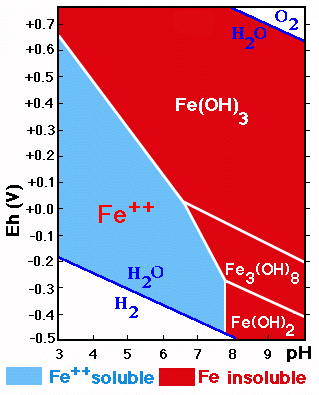 Eh (V)
+0.7
+0.6
+0.5
+0.4
+0.3
+0.2
+0.1
+0.0
-0.1
-0.2
-0.3
-0.4
-0.5
O₂
H₂O
Fe(OH)₃
Fe⁺⁺
Fe₃(OH)₈
H₂O
H₂
Fe(OH)₂
3 4 5 6 7 8 9 pH
Fe⁺⁺ soluble Fe insoluble